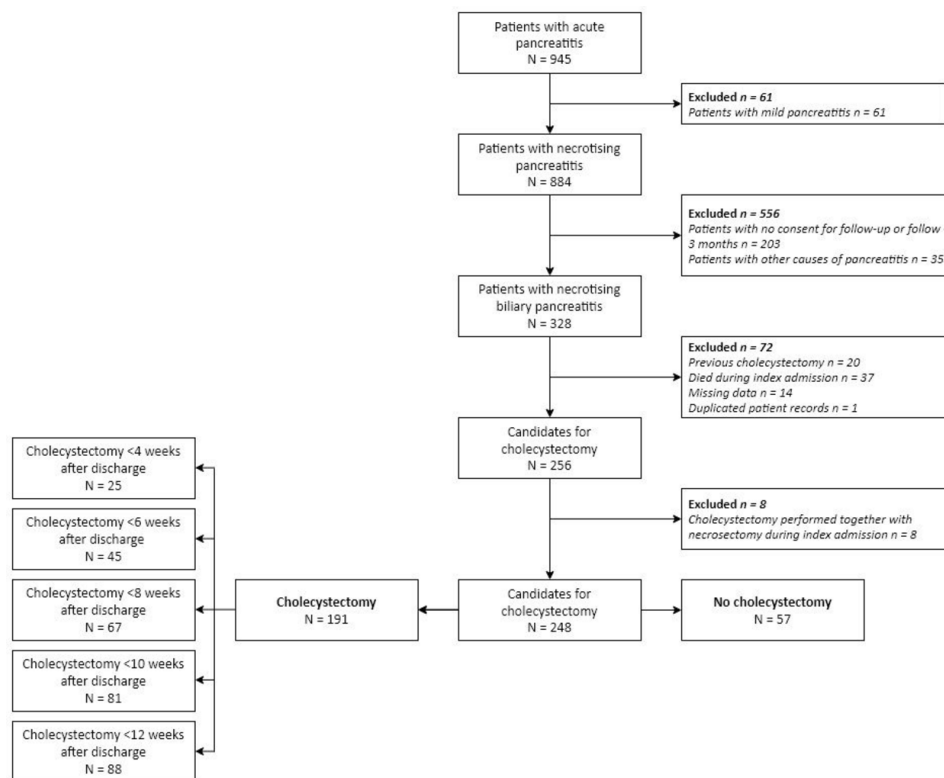 Patients with acute
pancreatitis
N = 945
Excluded n = 61
Patients with mild pancreatitis n = 61
Patients with necrotising
pancreatitis
N = 884
Excluded n = 556
Patients with no consent for follow-up or follow
3 months n = 203
Patients with other causes of pancreatitis n = 35
Patients with necrotising
biliary pancreatitis
N = 328
Excluded n = 72
Previous cholecystectomy n = 20
Died during index admission n = 37
Missing data n = 14
Duplicated patient records n = 1
Candidates for
cholecystectomy
N = 256
Excluded n = 8
Cholecystectomy performed together with
necrosectomy during index admission n = 8
Candidates for
cholecystectomy
N = 248
No cholecystectomy
N = 57
Cholecystectomy
N = 191
Cholecystectomy <4 weeks
after discharge
N = 25
Cholecystectomy <6 weeks
after discharge
N = 45
Cholecystectomy <8 weeks
after discharge
N = 67
Cholecystectomy <10 weeks
after discharge
N = 81
Cholecystectomy <12 weeks
after discharge
N = 88